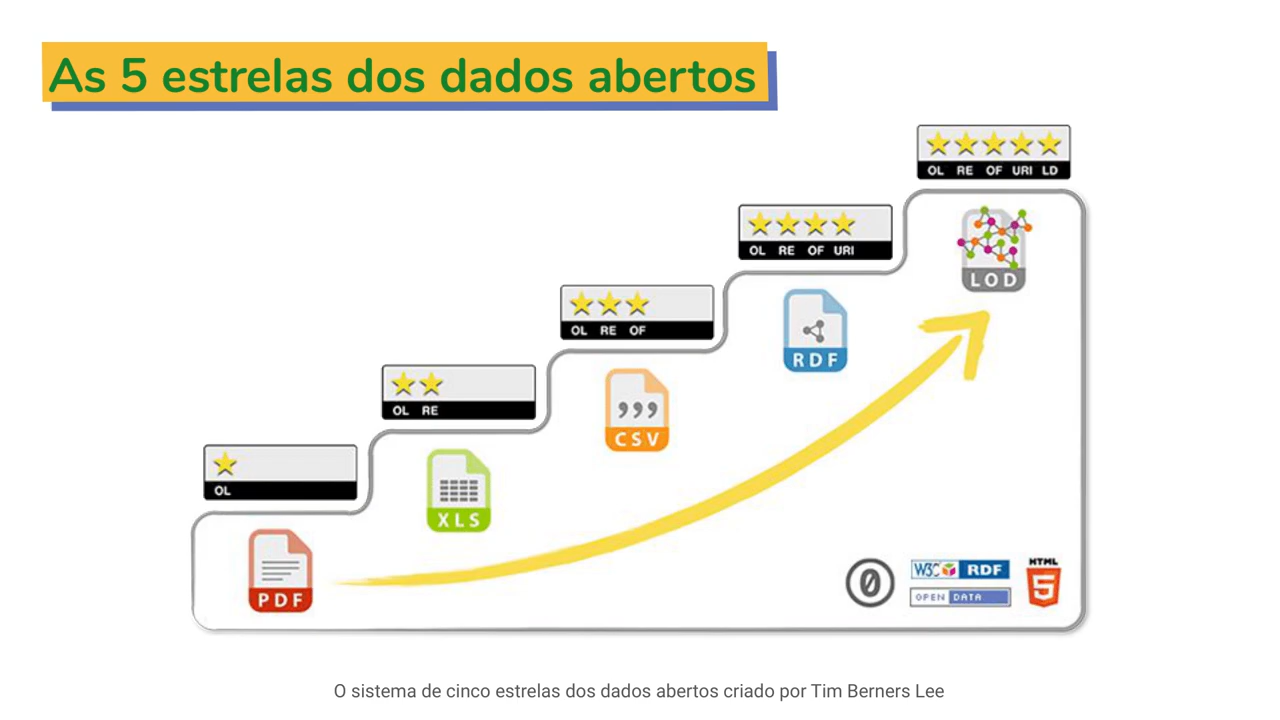 As 5 estrelas dos dados abertos
OL RE OF URI LD
LOD
OL RE OF URI
RDF
OL RE OF
,,,
CSV
OL RE
XLS
OL
PDF
0
W3C RDF
OPEN DATA
HTML
5
O sistema de cinco estrelas dos dados abertos criado por Tim Berners Lee